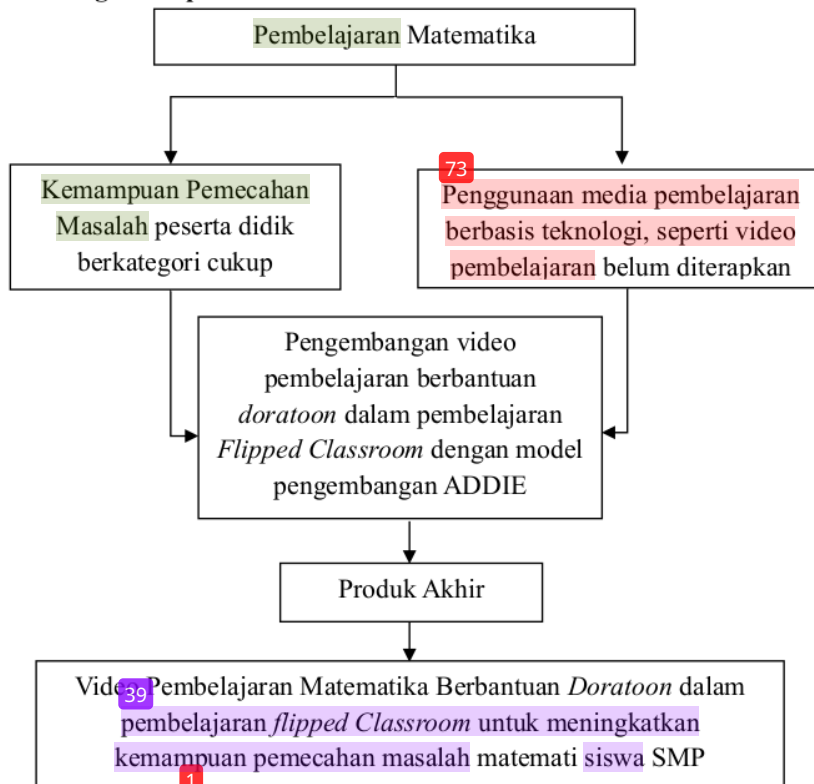 Pembelajaran Matematika
Kemampuan Pemecahan
Masalah peserta didik
berkategori cukup
73
Penggunaan media pembelajaran
berbasis teknologi, seperti video
pembelajaran belum diterapkan
Pengembangan video
pembelajaran berbantuan
doratoon dalam pembelajaran
Flipped Classroom dengan model
pengembangan ADDIE
Produk Akhir
Video Pembelajaran Matematika Berbantuan Doratoon dalam
39
pembelajaran flipped Classroom untuk meningkatkan
kemampuan pemecahan masalah matemati siswa SMP
1